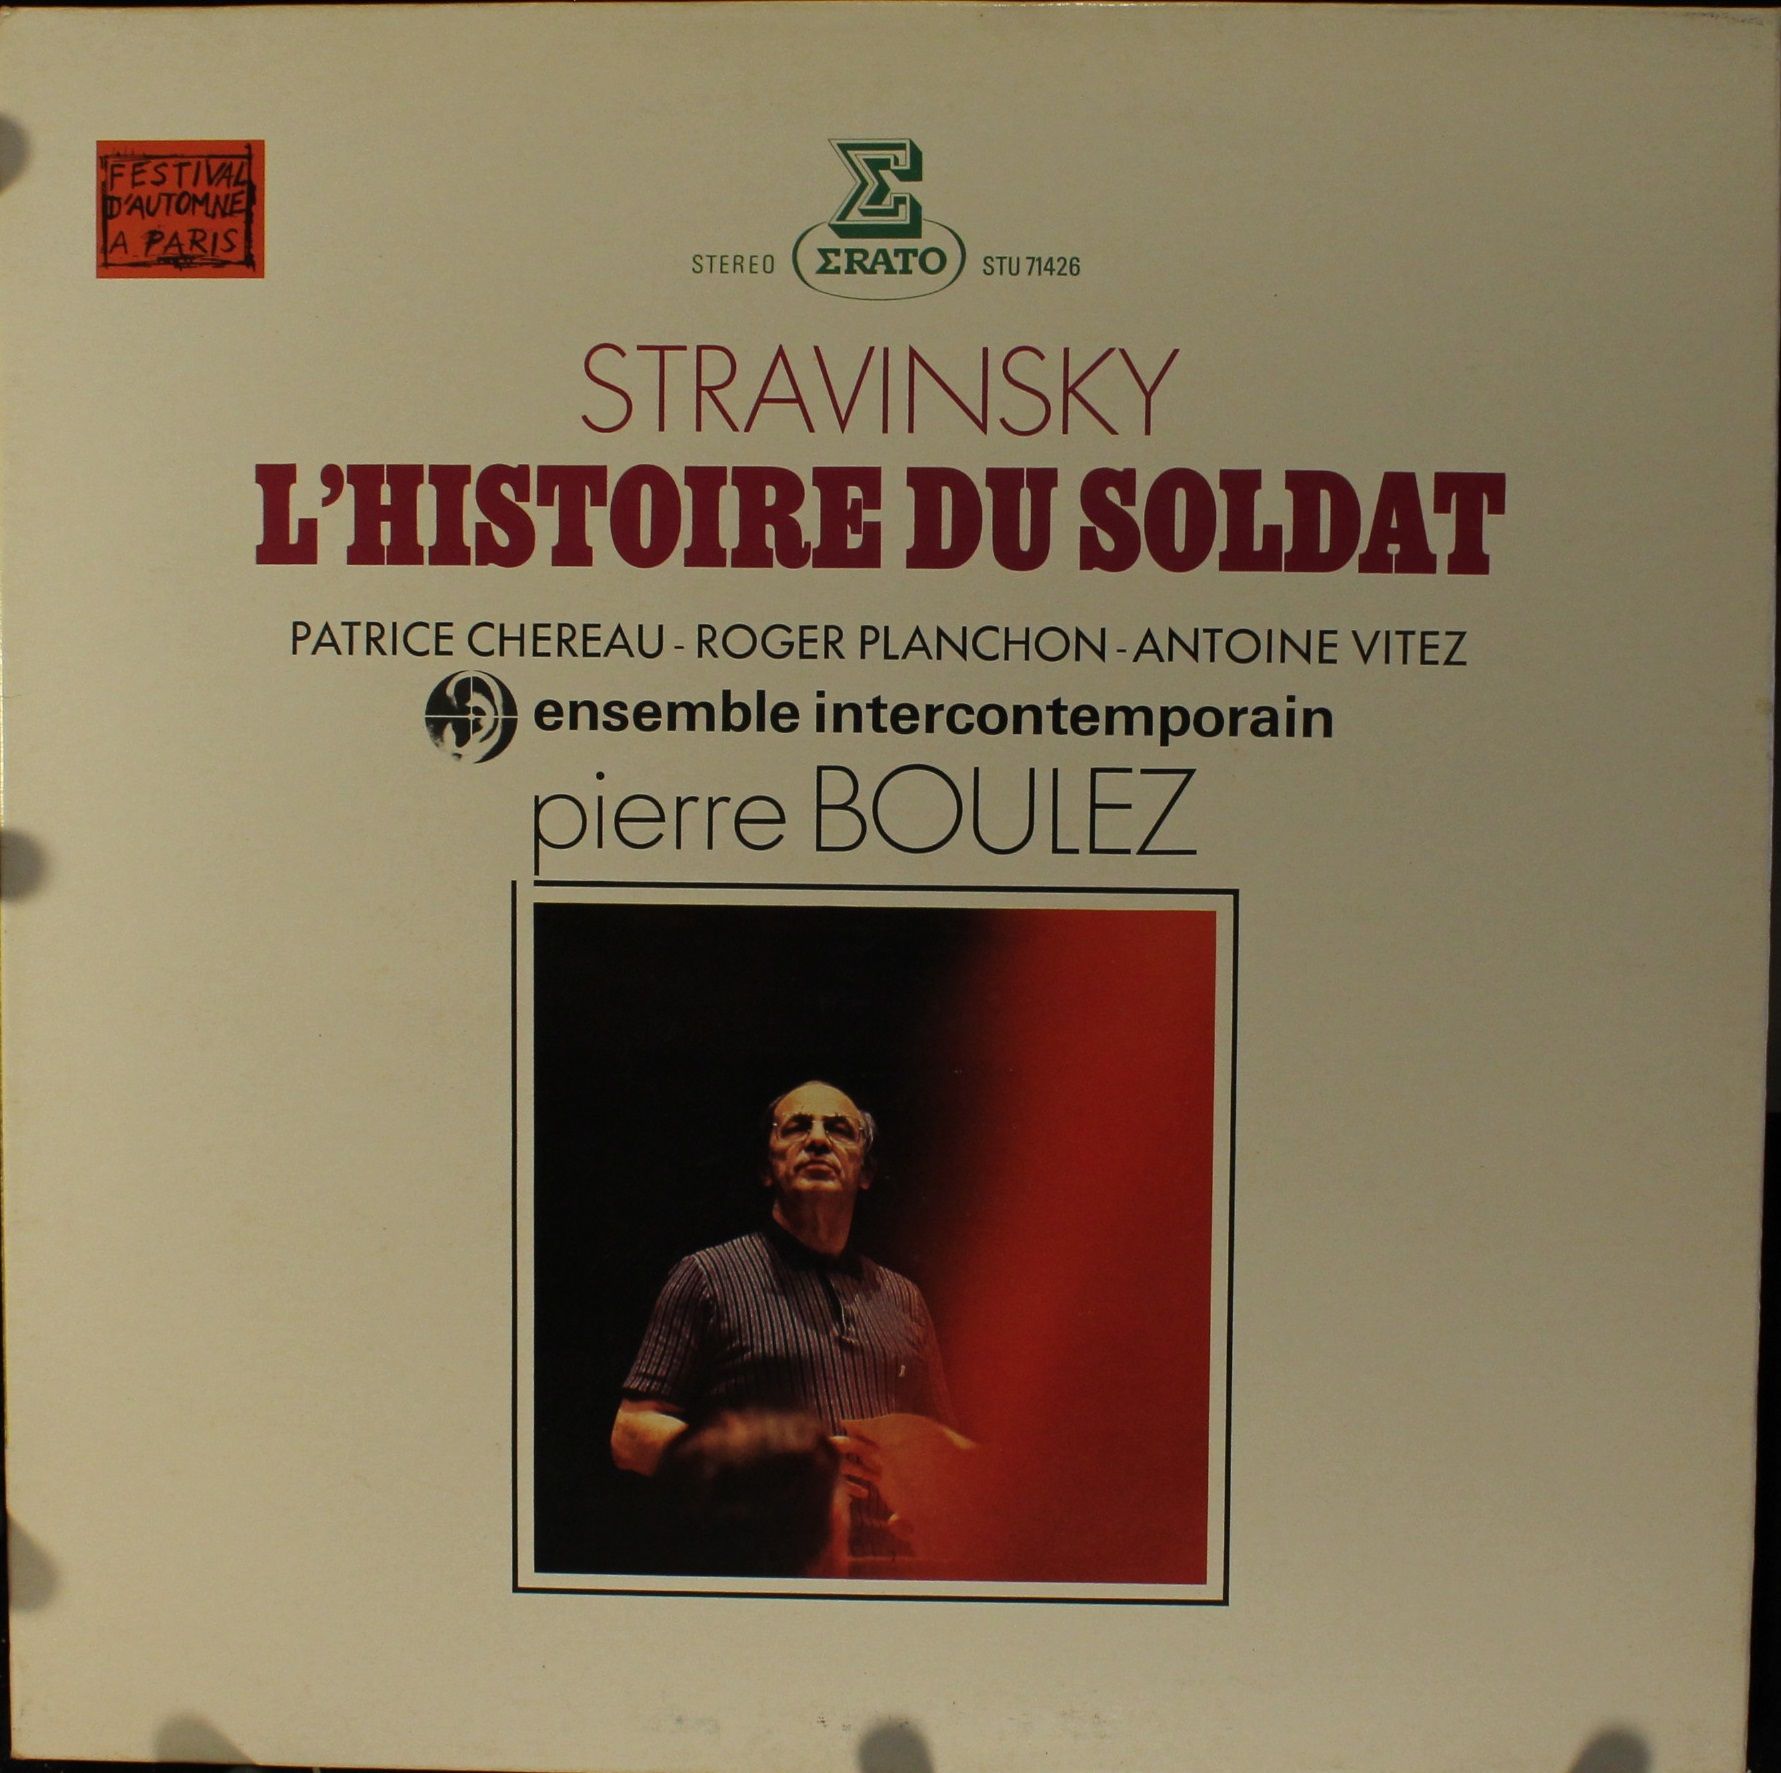 FESTIVAL
D'AUTOMNE
A PARIS
STEREO ΣRATO STU 71426
STRAVINSKY
L'HISTOIRE DU SOLDAT
PATRICE CHEREAU - ROGER PLANCHON - ANTOINE VITEZ
ensemble intercontemporain
pierre BOULEZ